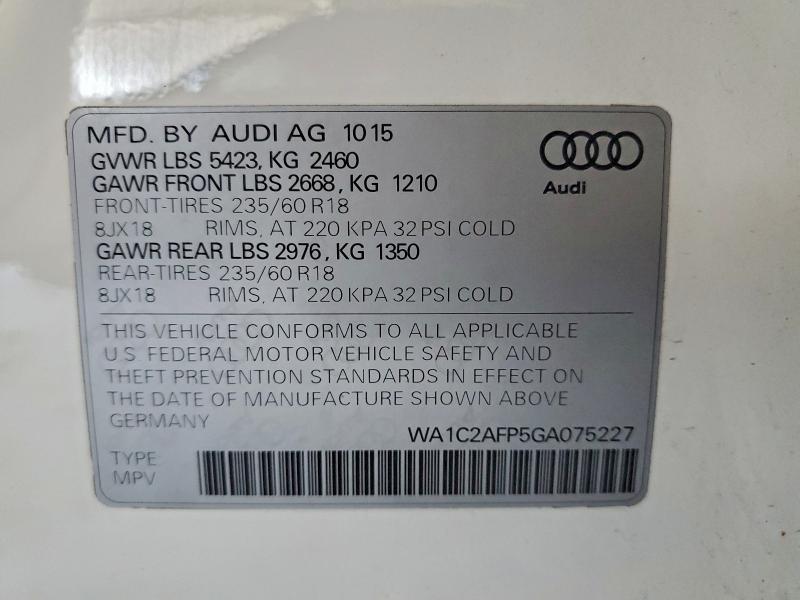 MFD. BY AUDI AG 1015
GVWR LBS 5423, KG 2460
GAWR FRONT LBS 2668, KG 1210
FRONT-TIRES 235/60 R18
8JX18 RIMS, AT 220 KPA 32 PSI COLD
GAWR REAR LBS 2976, KG 1350
REAR-TIRES 235/60 R18
8JX18 RIMS, AT 220 KPA 32 PSI COLD
Audi
THIS VEHICLE CONFORMS TO ALL APPLICABLE
U.S. FEDERAL MOTOR VEHICLE SAFETY AND
THEFT PREVENTION STANDARDS IN EFFECT ON
THE DATE OF MANUFACTURE SHOWN ABOVE.
GERMANY
WA1C2AFP5GA075227
TYPE
MPV